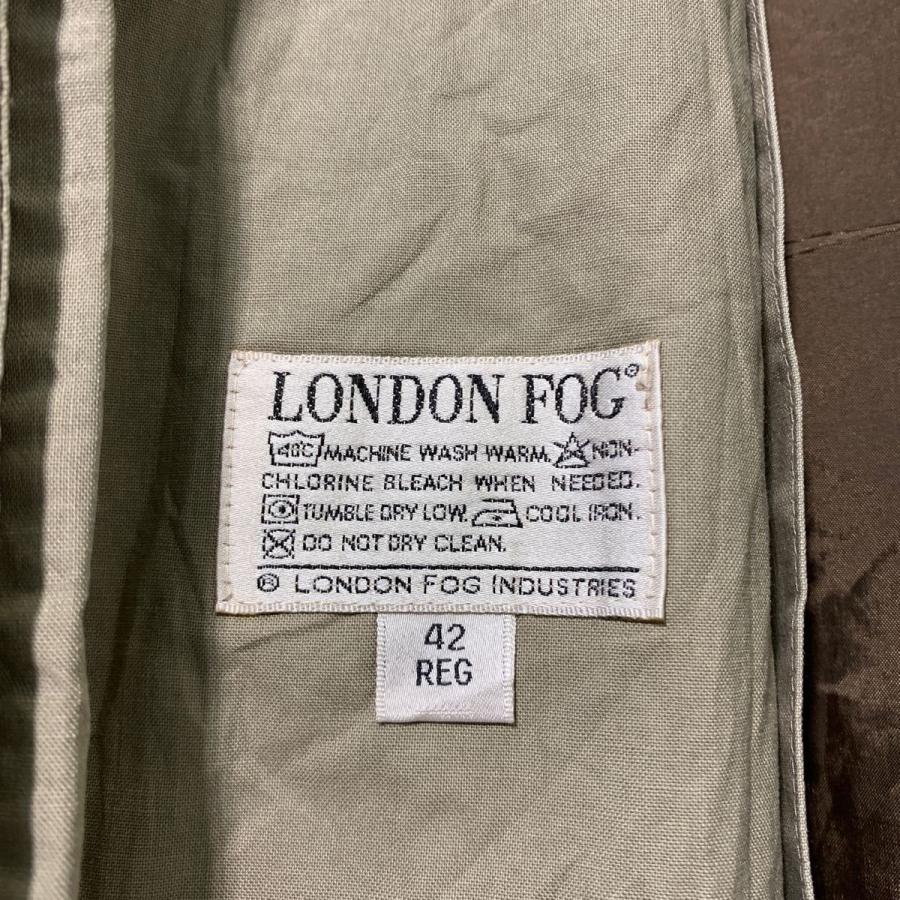 LONDON FOG®
40°C MACHINE WASH WARM. NON-
CHLORINE BLEACH WHEN NEEDED.
TUMBLE DRY LOW. COOL IRON.
DO NOT DRY CLEAN.
® LONDON FOG INDUSTRIES
42
REG